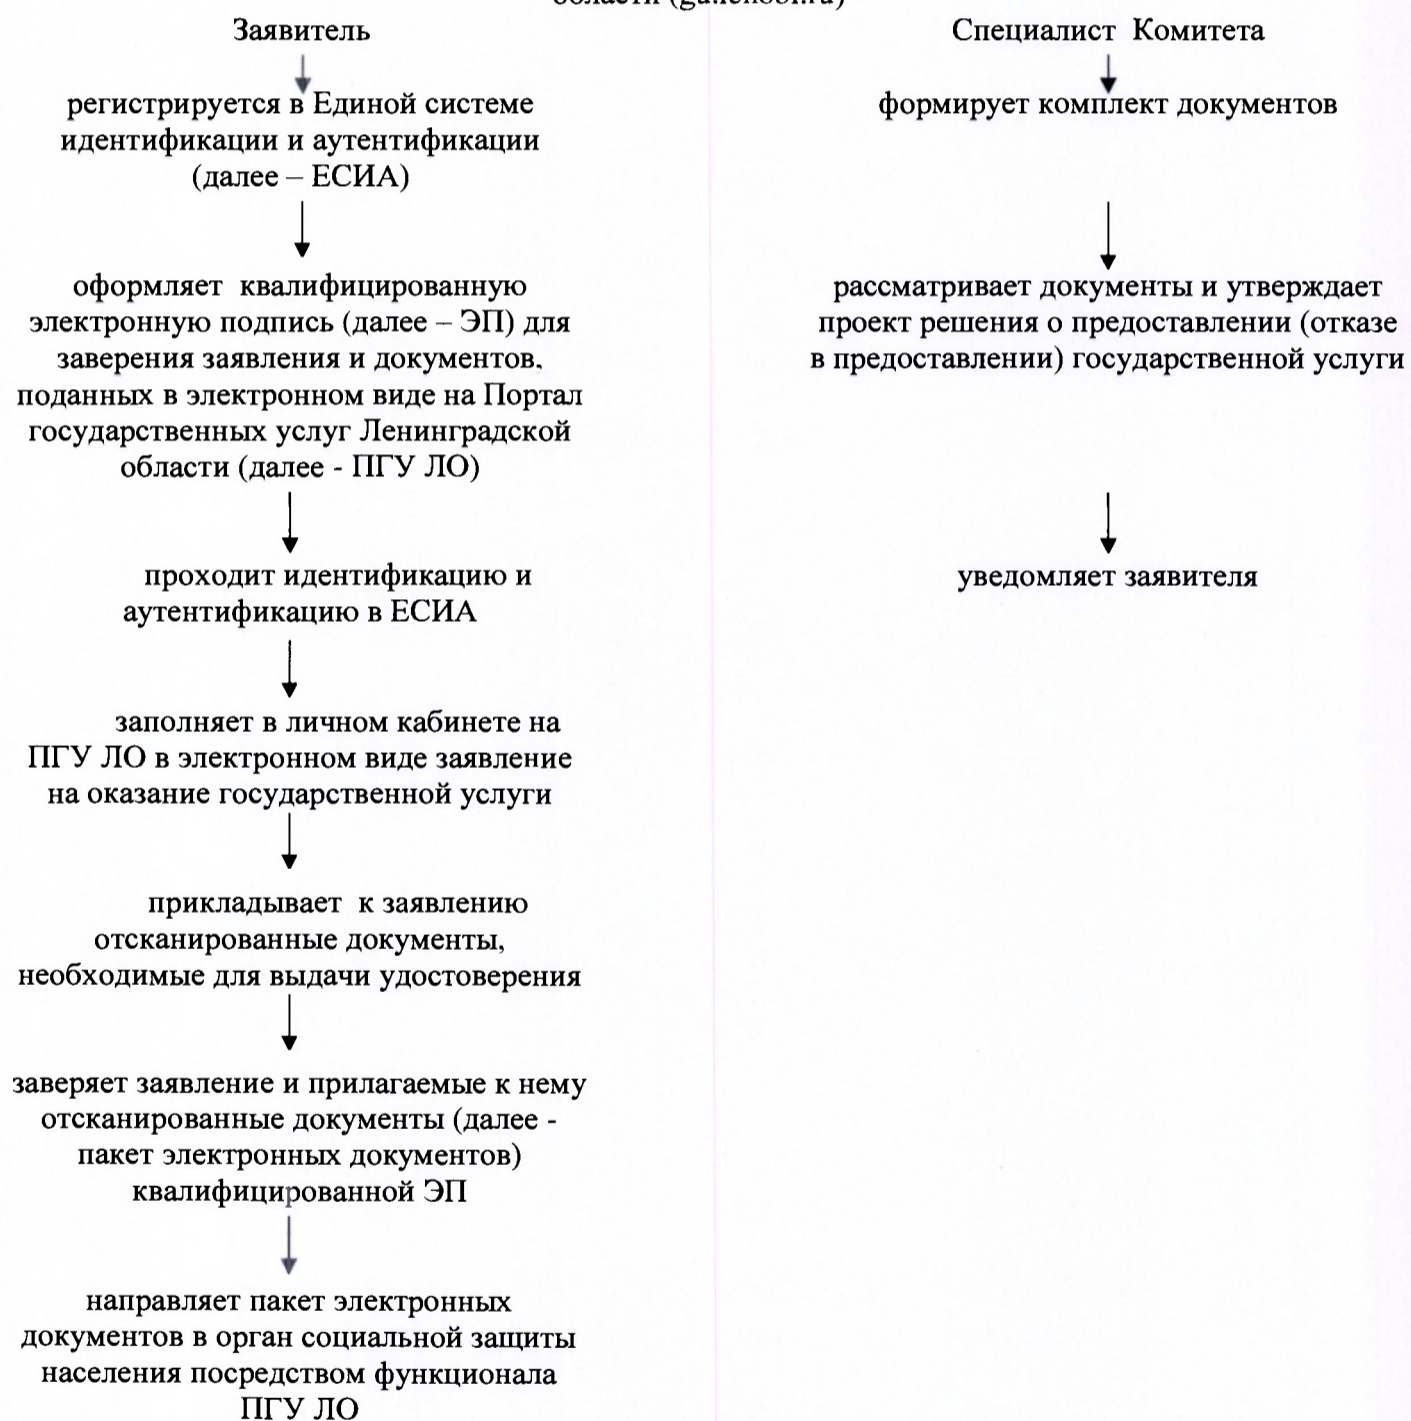 Заявитель
регистрируется в Единой системе
идентификации и аутентификации
(далее – ЕСИА)
оформляет квалифицированную
электронную подпись (далее – ЭП) для
заверения заявления и документов,
поданных в электронном виде на Портал
государственных услуг Ленинградской
области (далее - ПГУ ЛО)
проходит идентификацию и
аутентификацию в ЕСИА
заполняет в личном кабинете на
ПГУ ЛО в электронном виде заявление
на оказание государственной услуги
прикладывает к заявлению
отсканированные документы,
необходимые для выдачи удостоверения
заверяет заявление и прилагаемые к нему
отсканированные документы (далее -
пакет электронных документов)
квалифицированной ЭП
направляет пакет электронных
документов в орган социальной защиты
населения посредством функционала
ПГУ ЛО
Специалист Комитета
формирует комплект документов
рассматривает документы и утверждает
проект решения о предоставлении (отказе
в предоставлении) государственной услуги
уведомляет заявителя